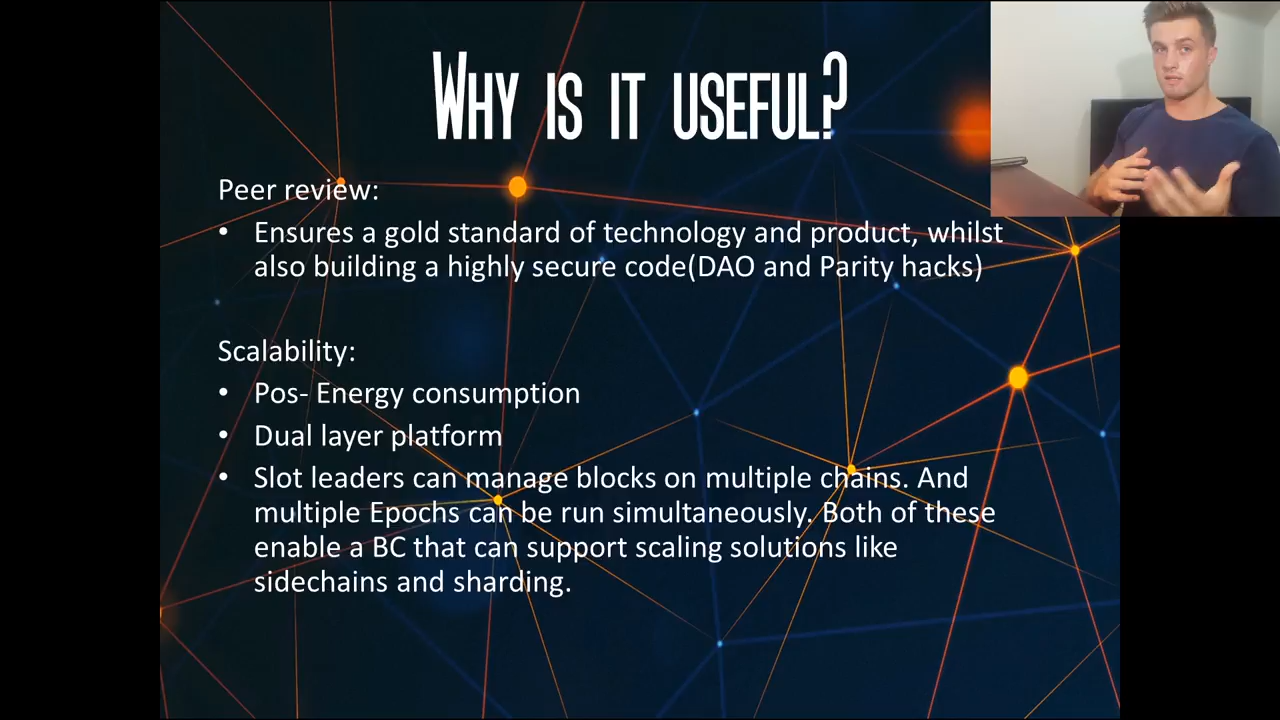 WHY IS IT USEFUL?
Peer review:
• Ensures a gold standard of technology and product, whilst
also building a highly secure code(DAO and Parity hacks)
Scalability:
• Pos- Energy consumption
• Dual layer platform
• Slot leaders can manage blocks on multiple chains. And
multiple Epochs can be run simultaneously. Both of these
enable a BC that can support scaling solutions like
sidechains and sharding.